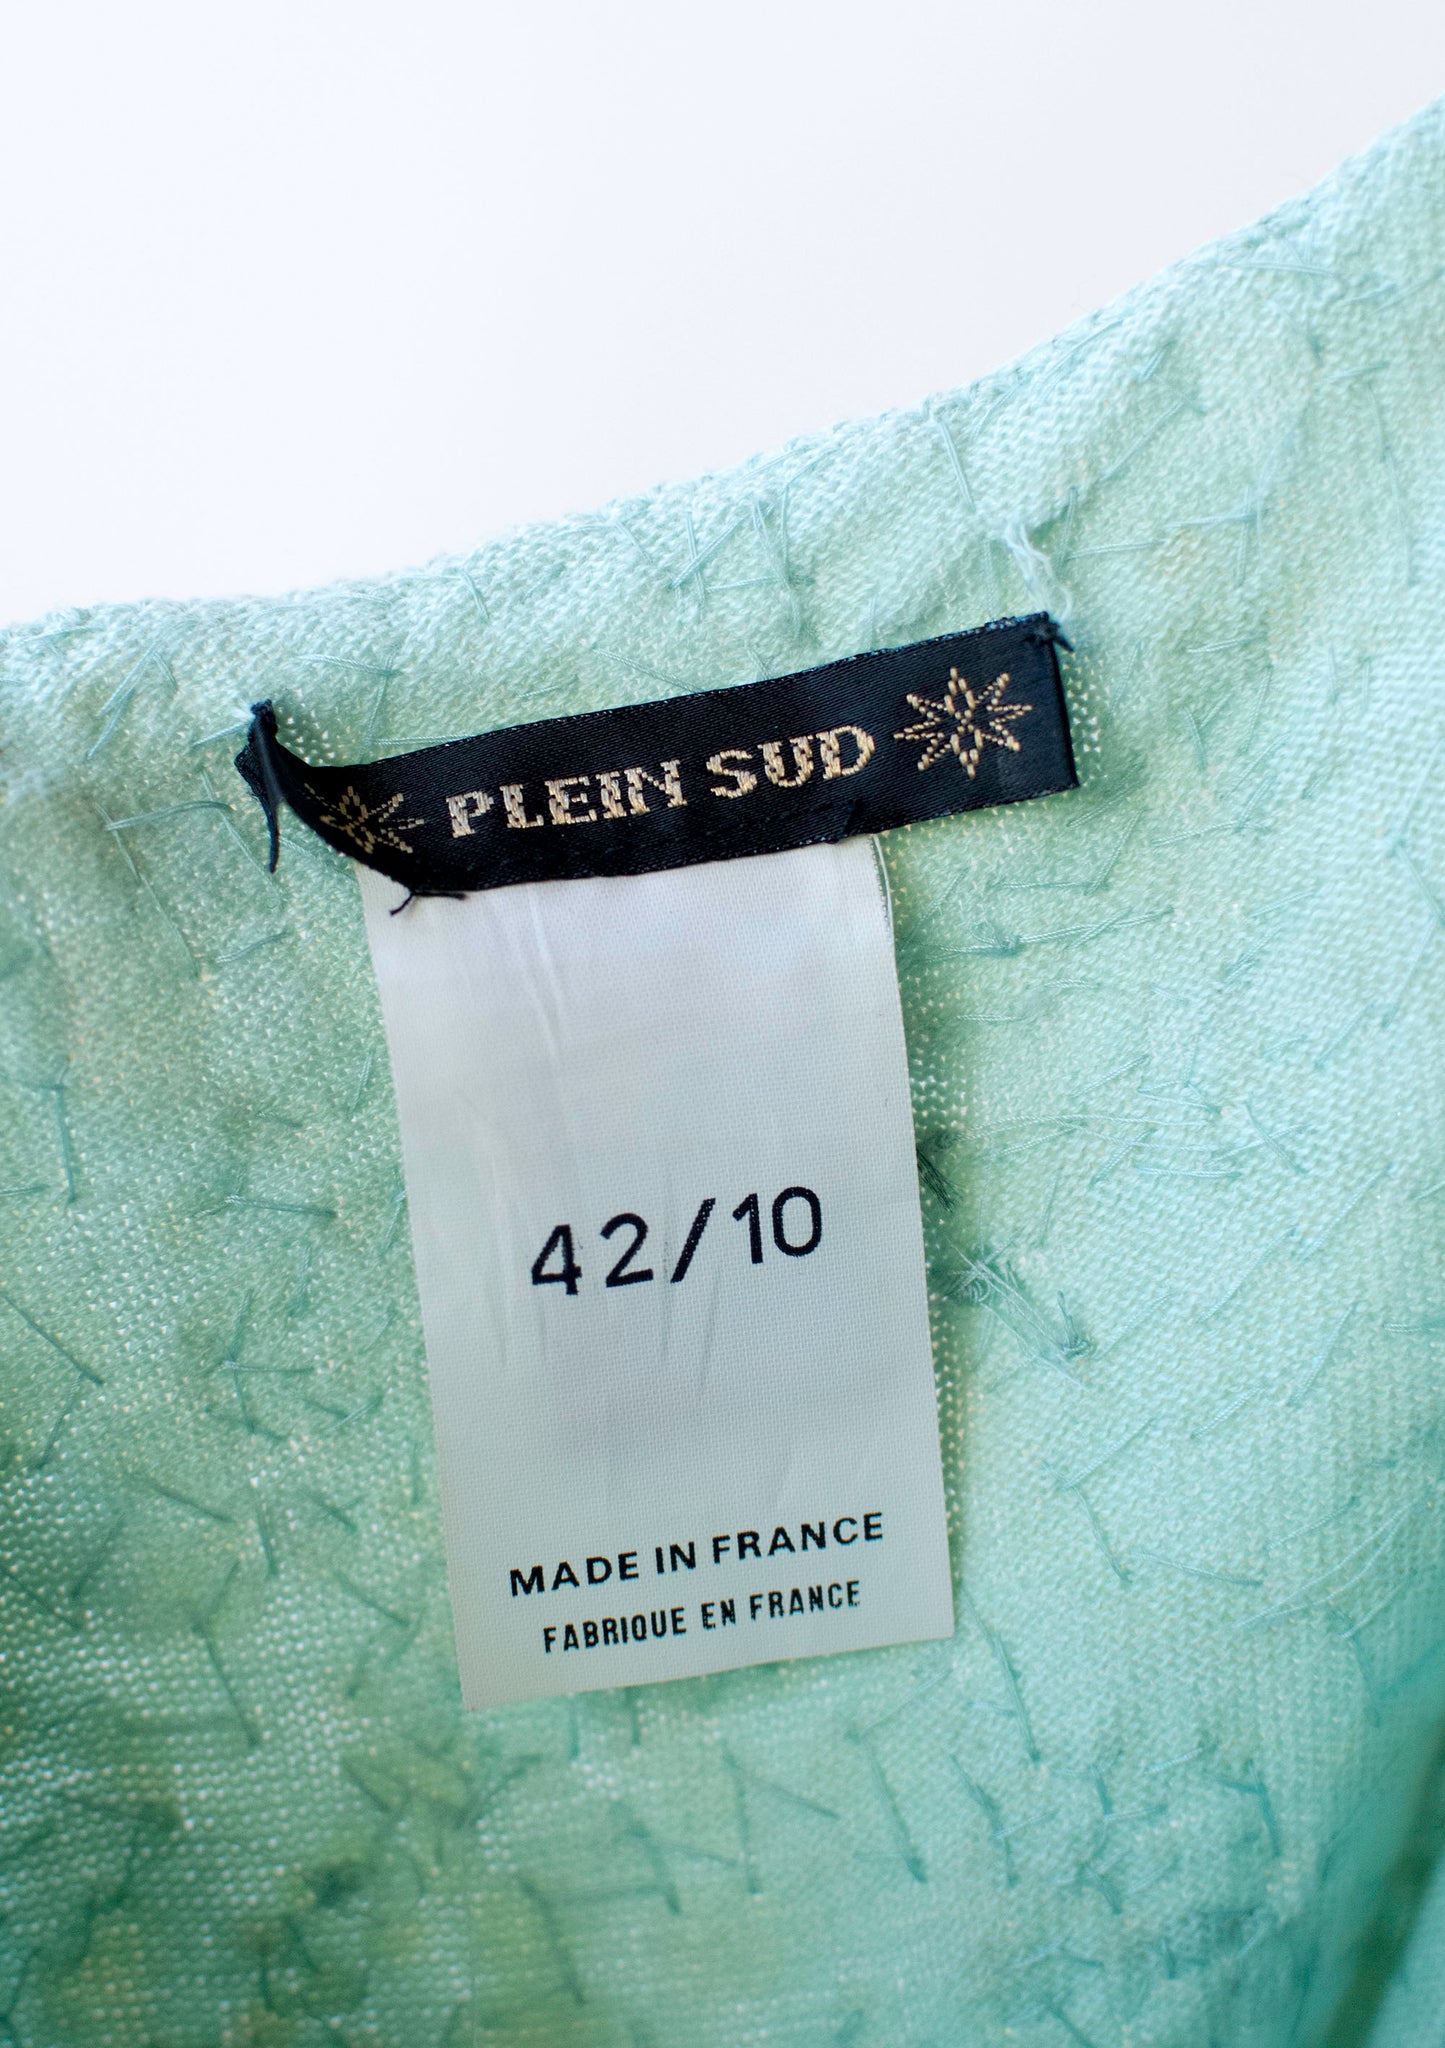 PLEIN SUD
42/10
MADE IN FRANCE
FABRIQUE EN FRANCE